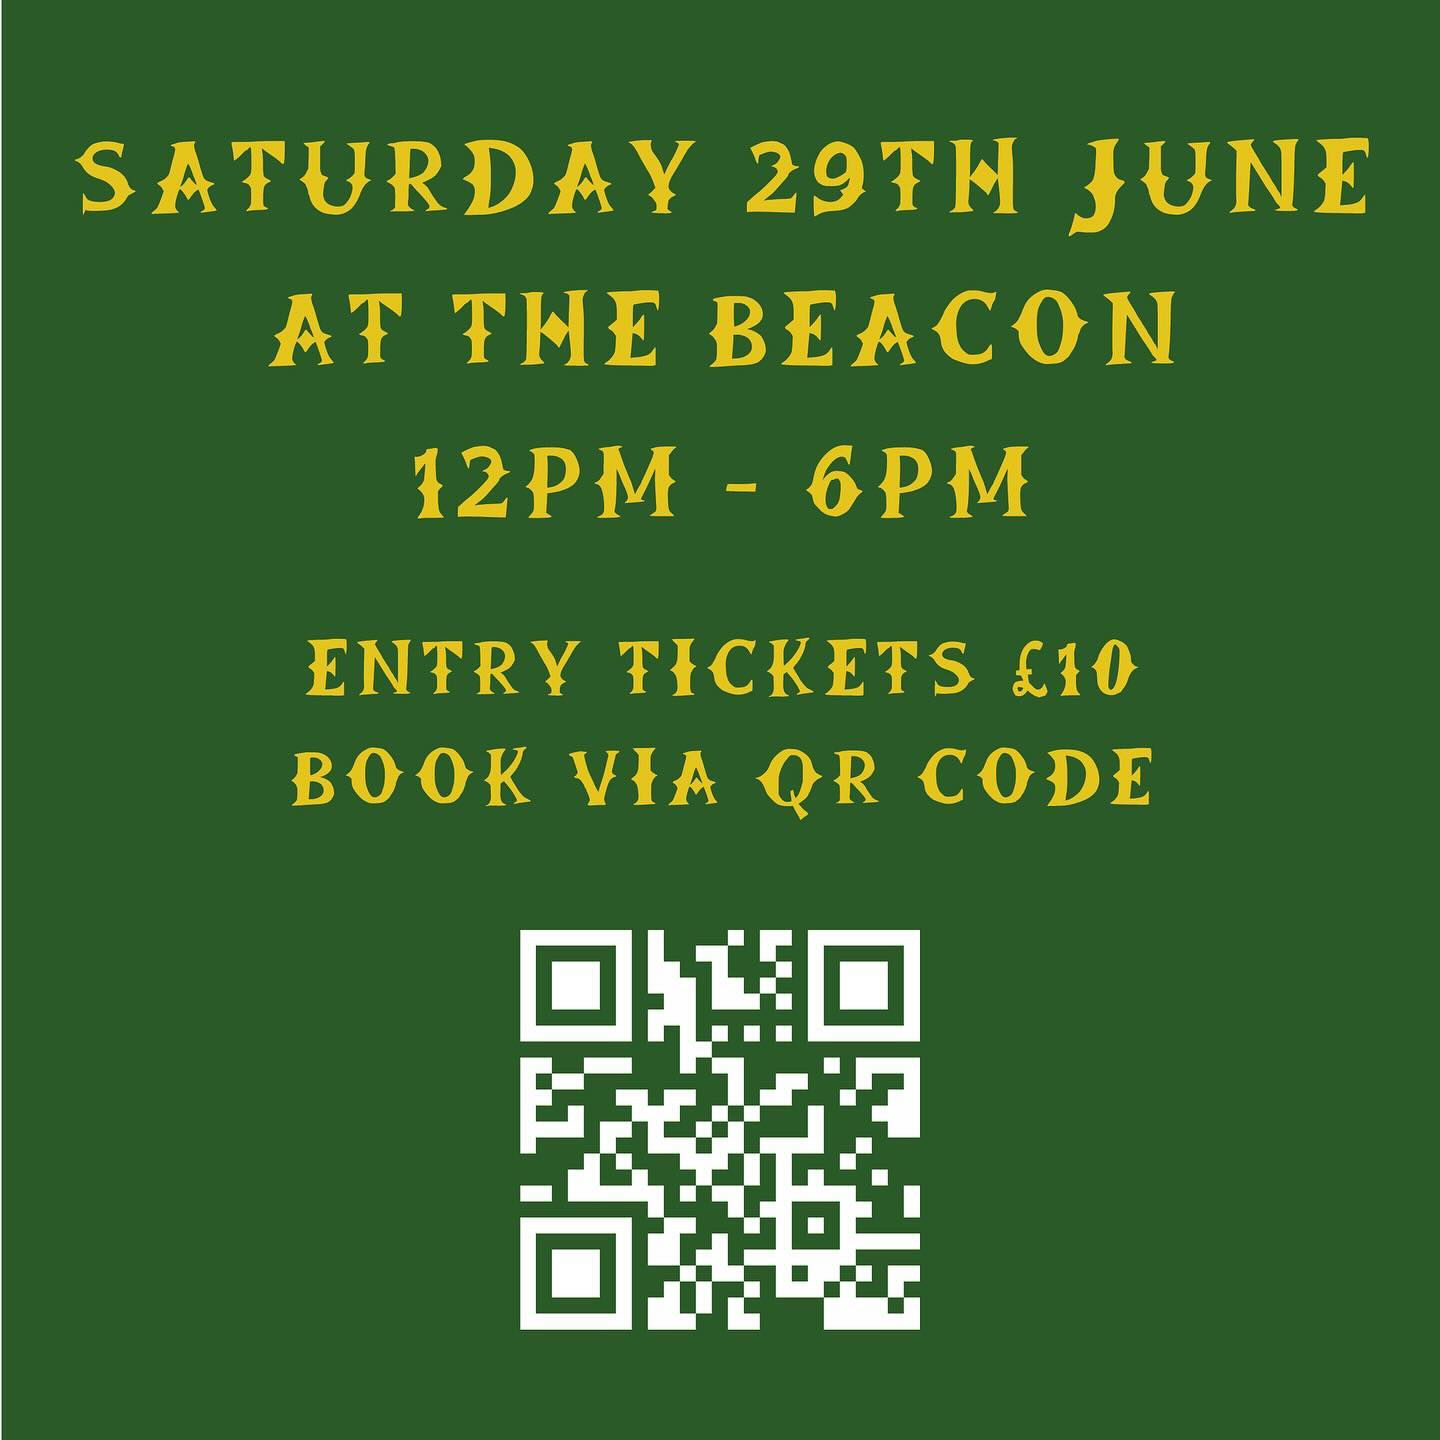 SATURDAY 29TH JUNE
AT THE BEACON
12PM - 6PM
ENTRY TICKETS £10
BOOK VIA QR CODE